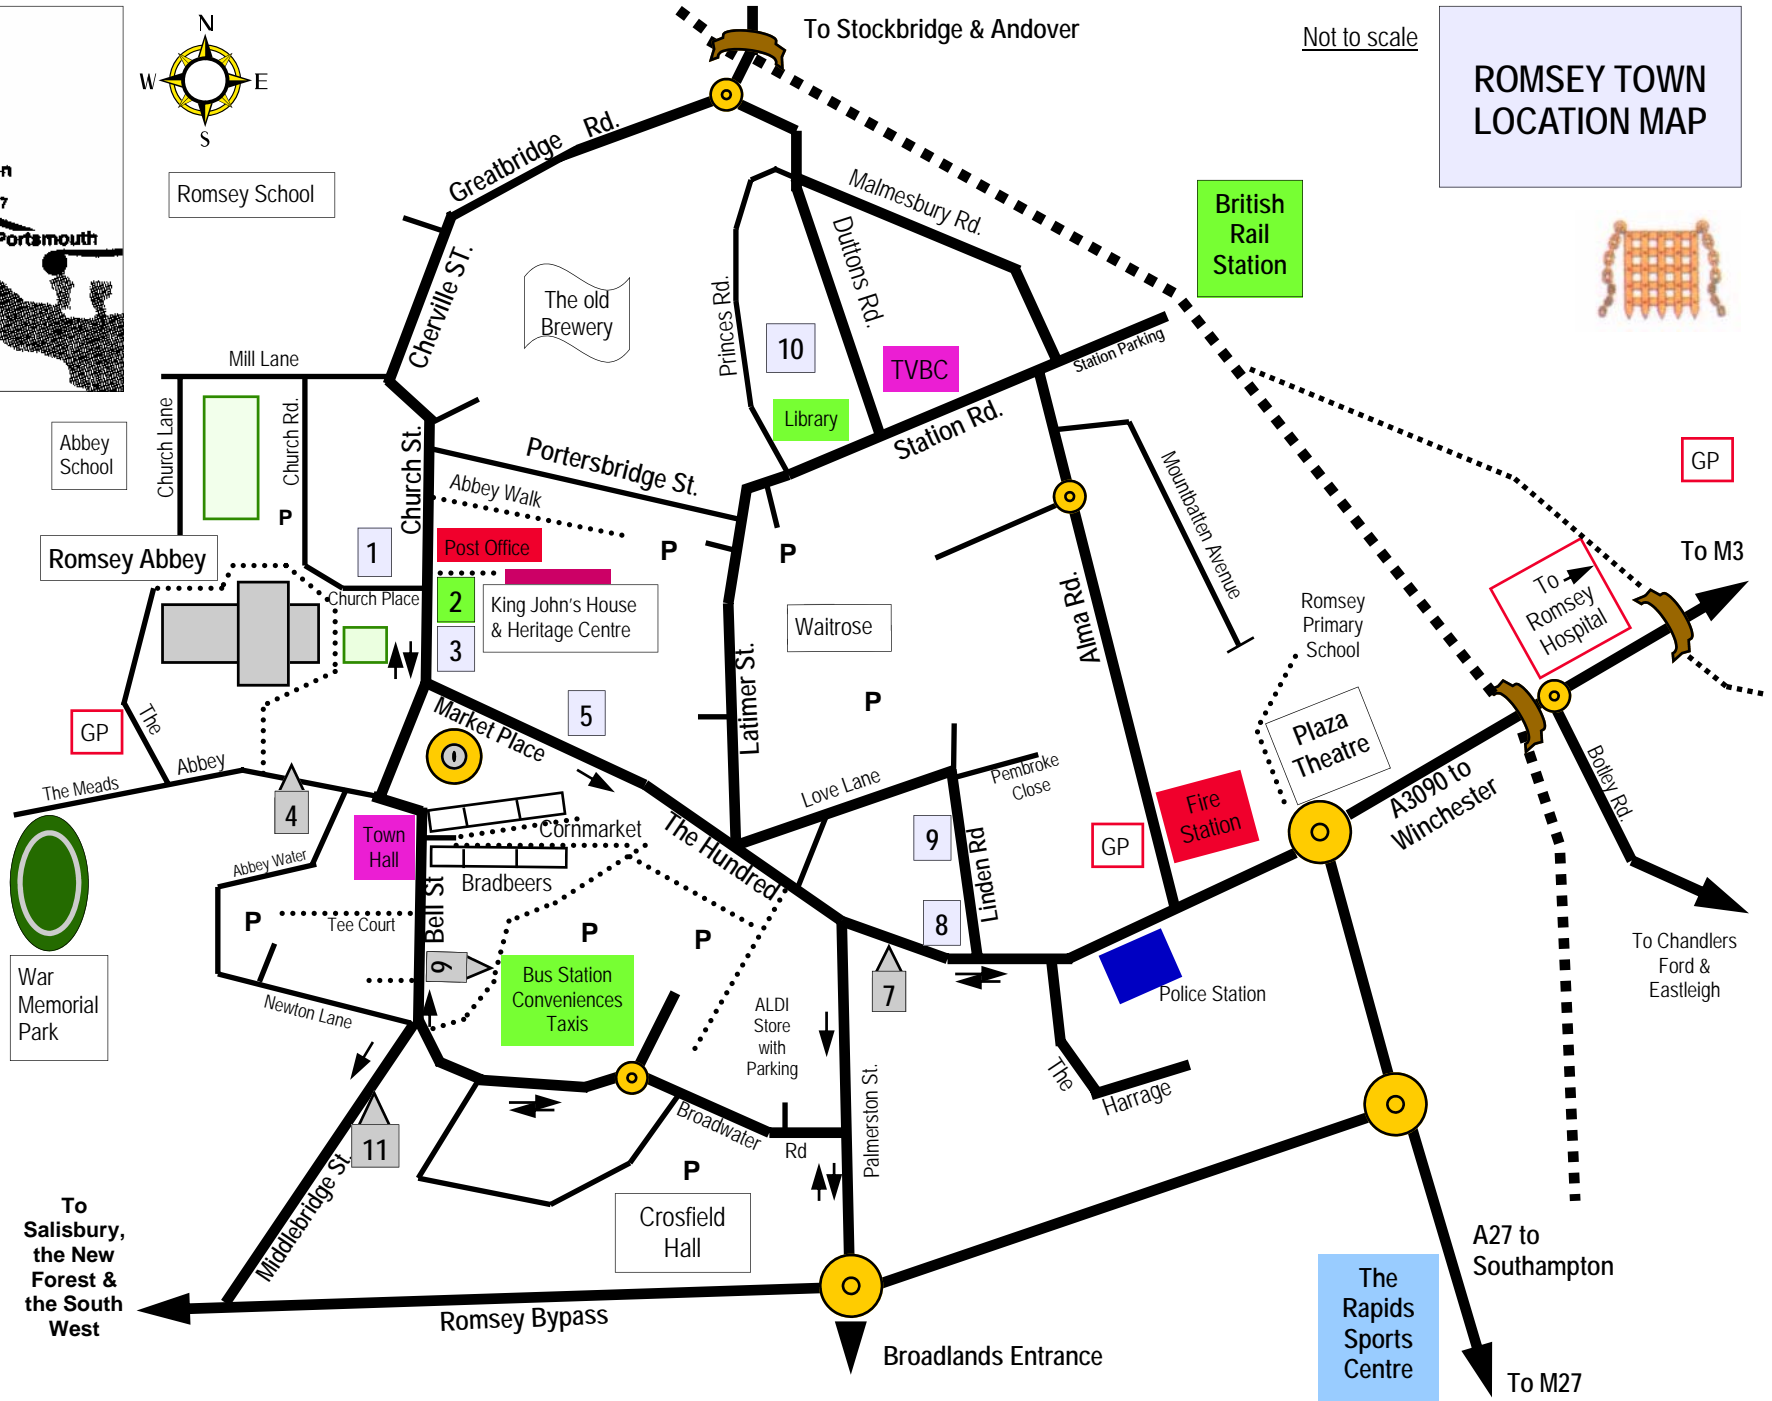 To Stockbridge & Andover
Not to scale
ROMSEY TOWN
LOCATION MAP
N
W
E
S
n
7
Portsmouth
Romsey School
Greatbridge Rd.
Malmesbury Rd.
British
Rail
Station
Cherville ST.
The old
Brewery
Princes Rd.
Duttons Rd.
10
TVBC
Station Parking
Library
Station Rd.
Mill Lane
Church Lane
Church Rd.
Abbey
School
P
Church St.
Portersbridge St.
Abbey Walk
Mountbatten Avenue
GP
Romsey Abbey
1
Post Office
P
P
To M3
Church Place
2
King John's House
& Heritage Centre
3
Waitrose
Alma Rd.
Romsey
Primary
School
To
Romsey
Hospital
Latimer St.
P
5
Market Place
GP
The
Abbey
The Meads
4
Plaza
Theatre
A3090 to
Winchester
Botley Rd.
Love Lane
Pembroke
Close
Fire
Station
GP
Town
Hall
Cornmarket
The Hundred
Bradbeers
9
Linden Rd
Abbey Water
P
Tee Court
Bell St
P
P
8
9
Bus Station
Conveniences
Taxis
7
Police Station
To Chandlers
Ford &
Eastleigh
War
Memorial
Park
Newton Lane
ALDI
Store
with
Parking
The
Harrage
Palmerston St.
Broadwater
Rd
11
Middlebridge St.
P
Crosfield
Hall
To
Salisbury,
the New
Forest &
the South
West
Romsey Bypass
Broadlands Entrance
A27 to
Southampton
The
Rapids
Sports
Centre
To M27